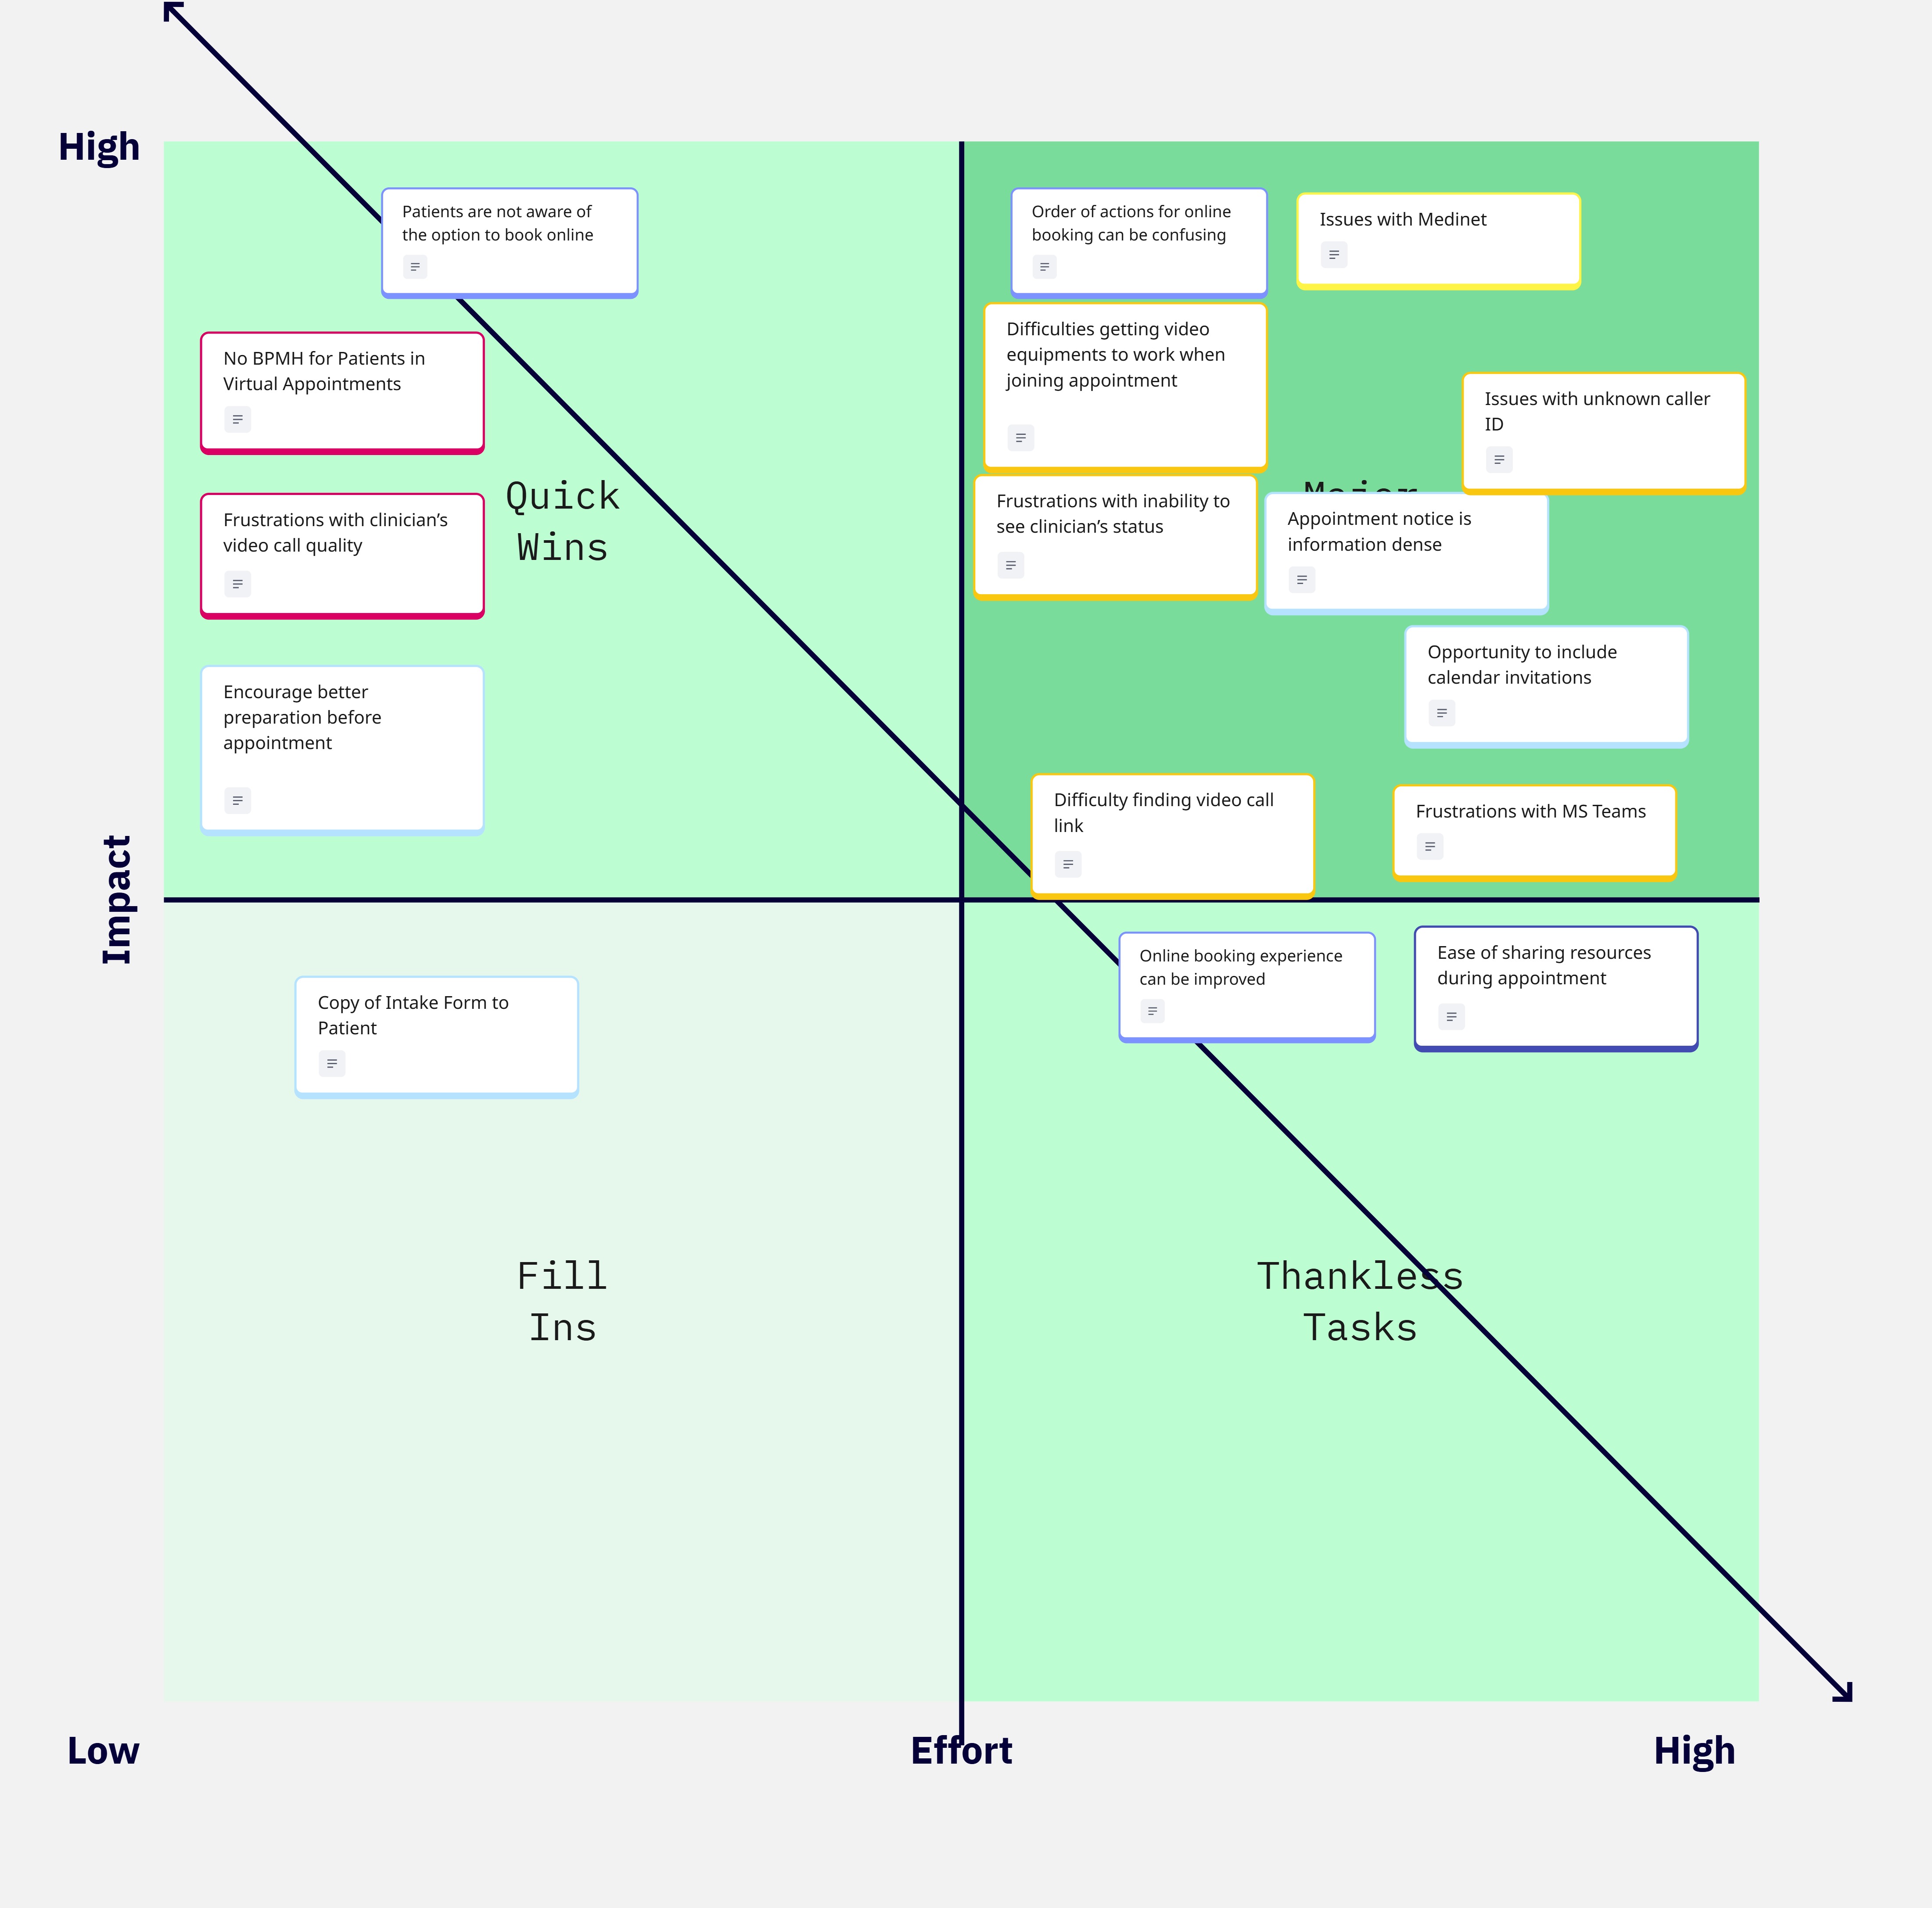 High
Patients are not aware of
the option to book online
Order of actions for online
booking can be confusing
Issues with Medinet
No BPMH for Patients in
Virtual Appointments
Difficulties getting video
equipments to work when
joining appointment
Issues with unknown caller
ID
Quick
Wins
Frustrations with clinician’s
video call quality
Frustrations with inability to
see clinician’s status
Major
Appointment notice is
information dense
Encourage better
preparation before
appointment
Opportunity to include
calendar invitations
Difficulty finding video call
link
Frustrations with MS Teams
Impact
Copy of Intake Form to
Patient
Online booking experience
can be improved
Ease of sharing resources
during appointment
Fill
Ins
Thankless
Tasks
Low
Effort
High